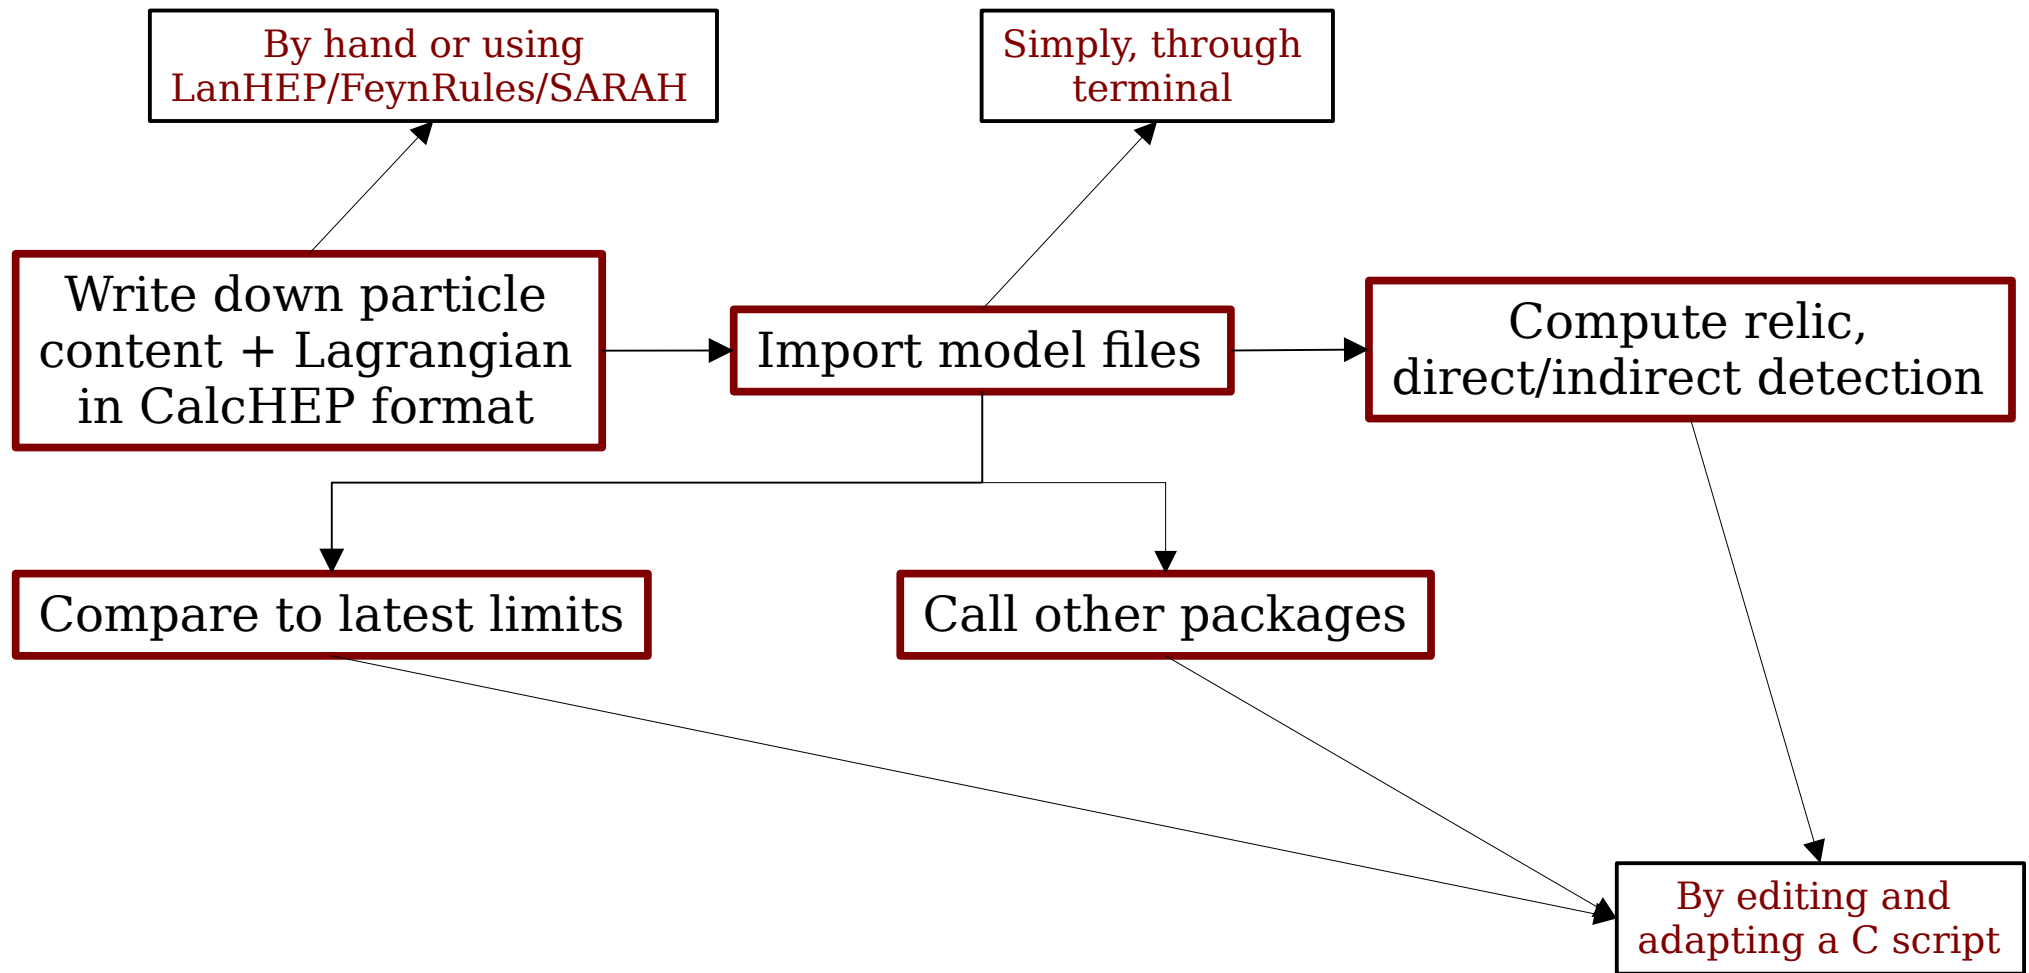 By hand or using
LanHEP/FeynRules/SARAH
Simply, through
terminal
Write down particle
content + Lagrangian
in CalcHEP format
Import model files
Compute relic,
direct/indirect detection
Compare to latest limits
Call other packages
By editing and
adapting a C script